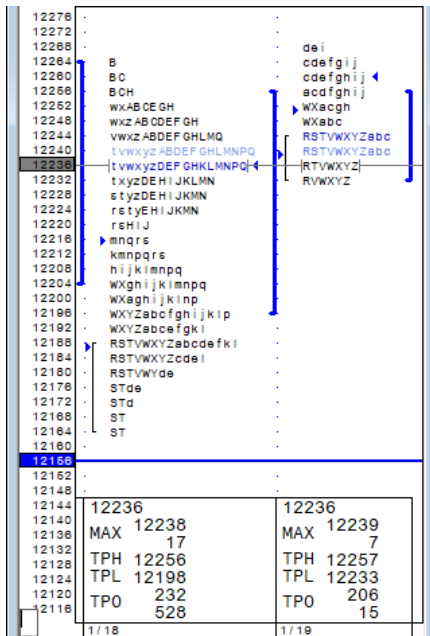 12276
12272
12268 dei
12264 B cdefgij
12260 BC cdefghij
12256 BCH acdfghij
12252 wxABCEGH WXacgh
12248 wxzABCDEFGH WXabc
12244 vwxzABDEFGHLMQ RSTVWXYZabc
12240 tvwxyzABDEFGHLMNPQ RSTVWXYZabc
12236 tvwxyzDEFGHKLMNPQ RTVWXYZ
12232 txyzDEHIJKLMN RVWXYZ
12228 styzDEHIJKMN
12224 rstyEHIJKMN
12220 rsHIJ
12216 mnqrs
12212 kmnpqrs
12208 hijklmnpq
12204 WXghijklmnpq
12200 WXaghijklnp
12196 WXYZabcfghijklp
12192 WXYZabcefgkl
12188 RSTVWXYZabcdefkl
12184 RSTVWXYZcdel
12180 RSTVWYde
12176 STde
12172 STd
12168 ST
12164 ST
12160
12156
12152
12148
12144 12236 12236
12140
12136 MAX 12238 MAX 12239
12132 17 7
12128 TPH 12256 TPH 12257
12124 TPL 12198 TPL 12233
12120 TPO 232 TPO 206
12116 528 15
1/18 1/19